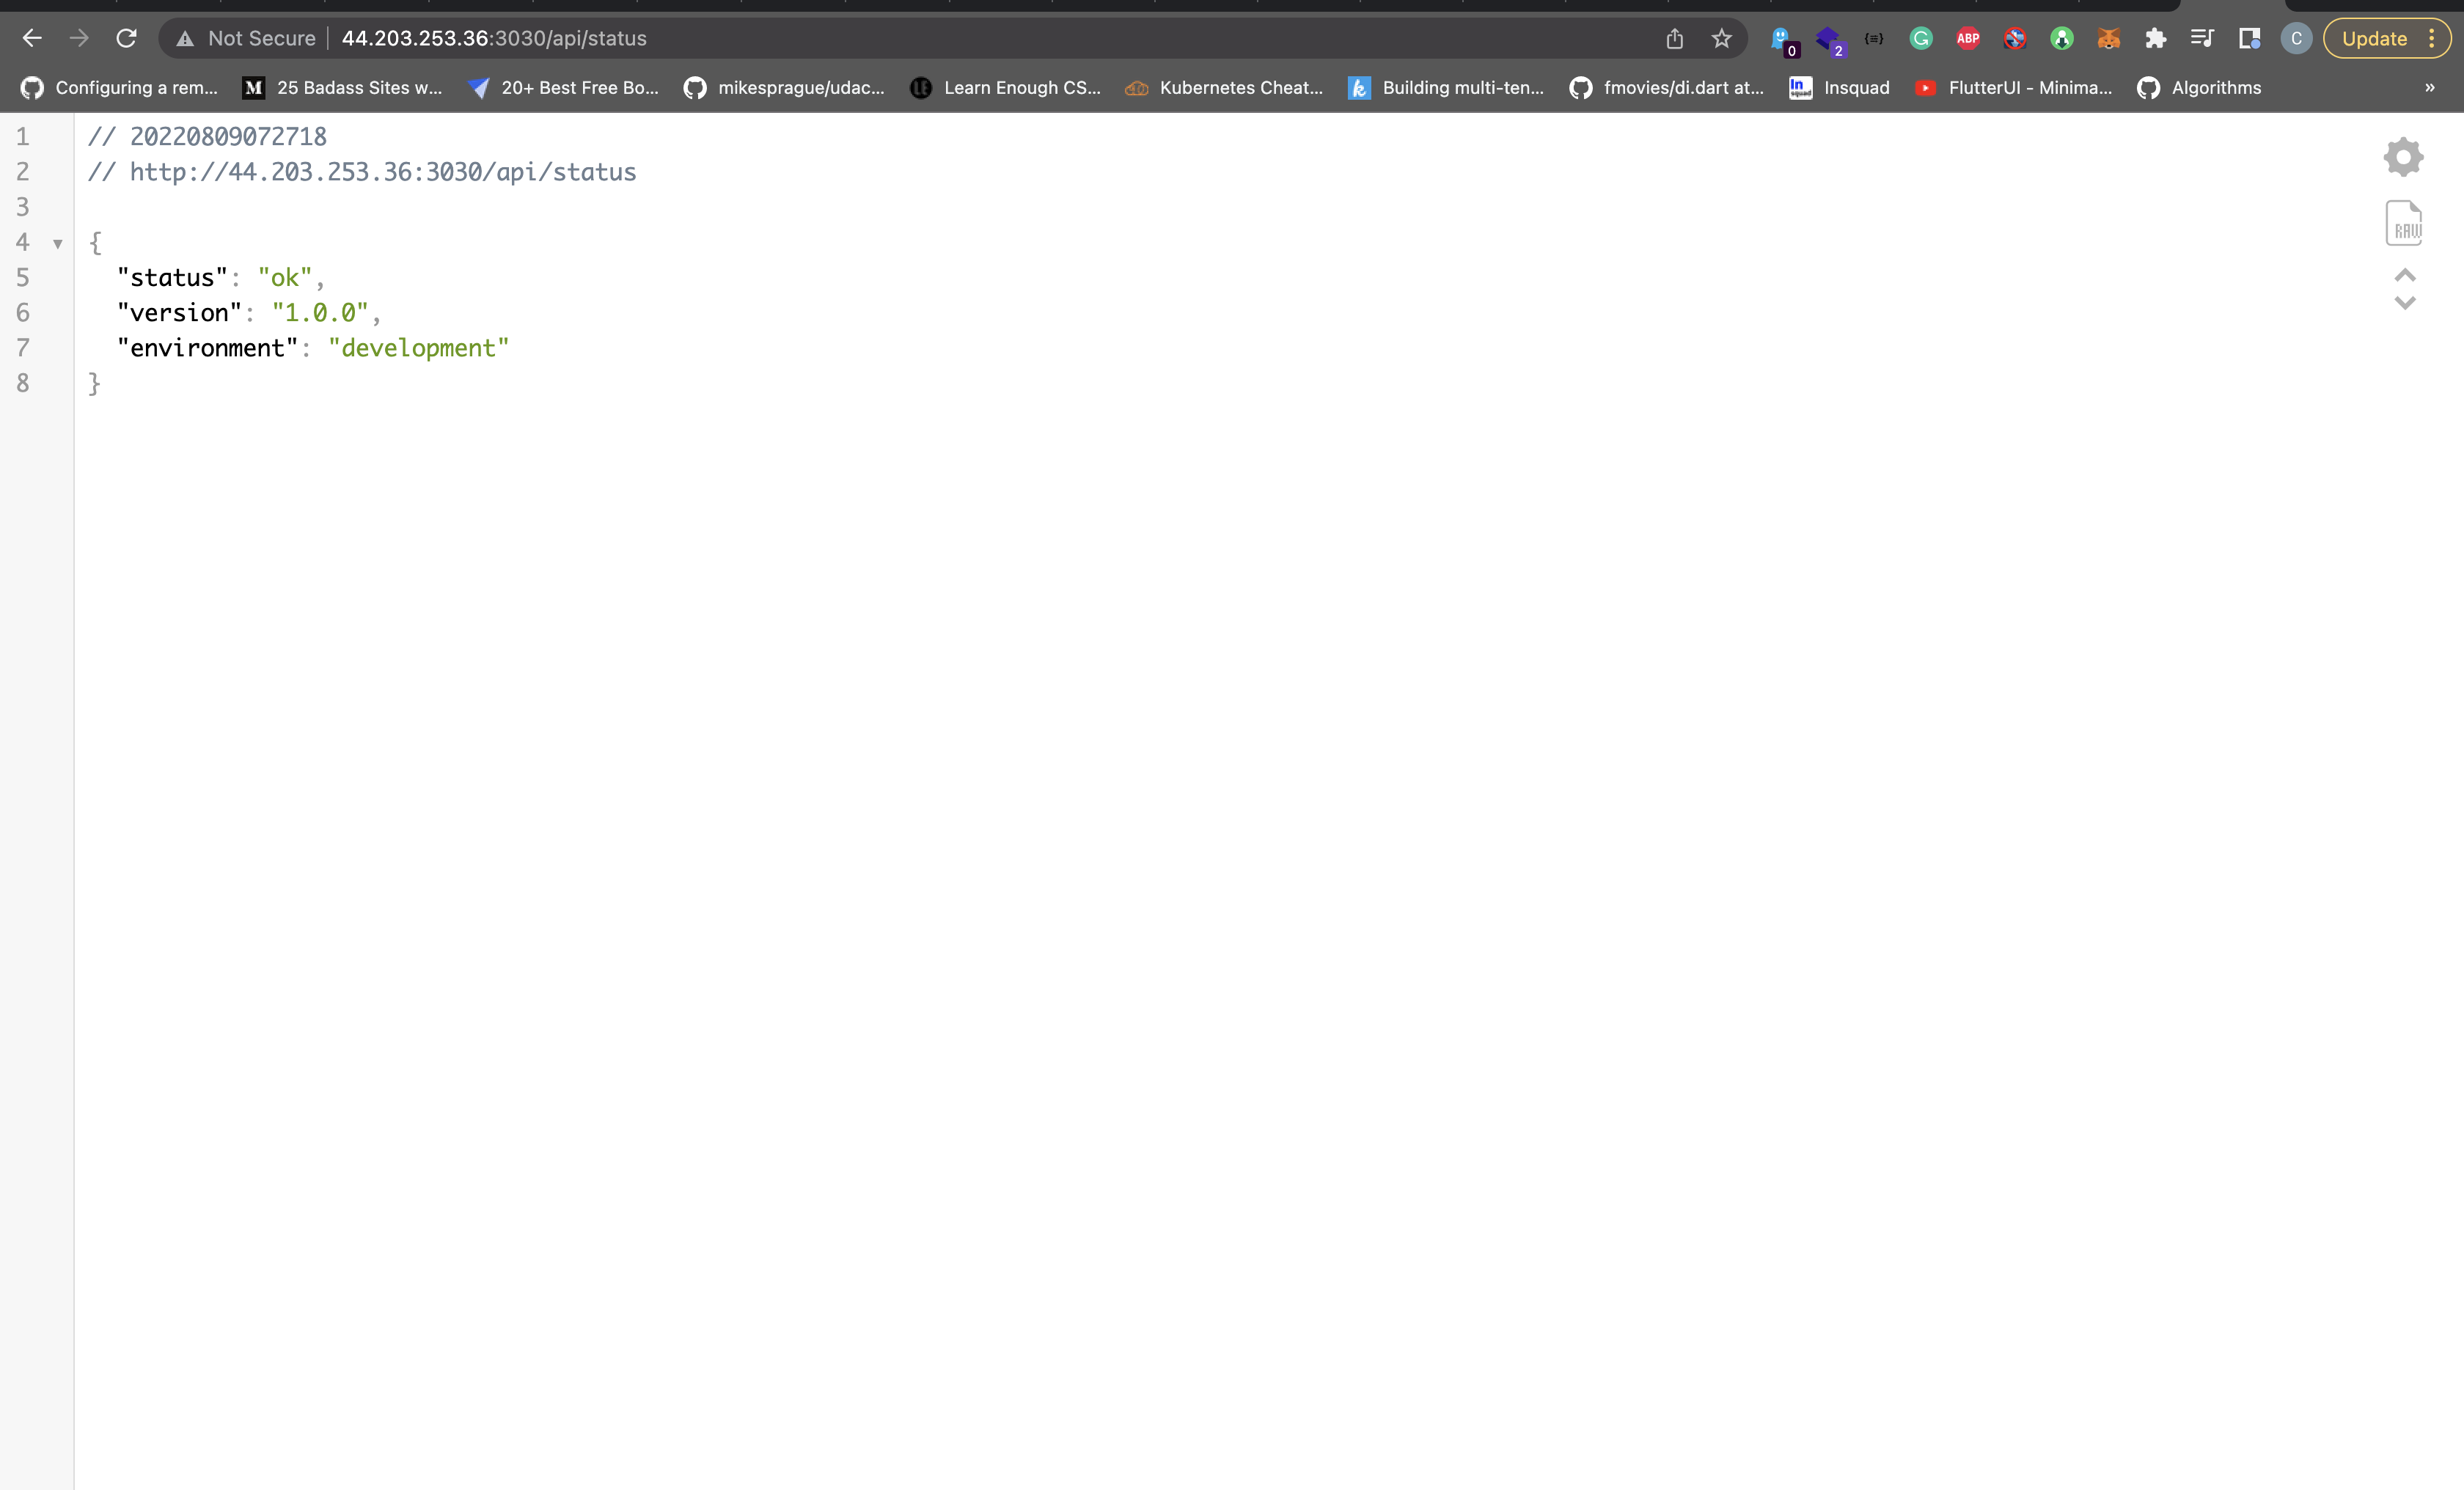 Not Secure 44.203.253.36:3030/api/status 0 2 {≡} ABP C Update
Configuring a rem... M 25 Badass Sites w... 20+ Best Free Bo... mikesprague/udac... LE Learn Enough CS... Kubernetes Cheat... k Building multi-ten... fmovies/di.dart at... In squad Insquad FlutterUI - Minima... Algorithms »
1 // 20220809072718
2 // http://44.203.253.36:3030/api/status
3
4 {
5 "status": "ok",
6 "version": "1.0.0",
7 "environment": "development"
8 }
RAW